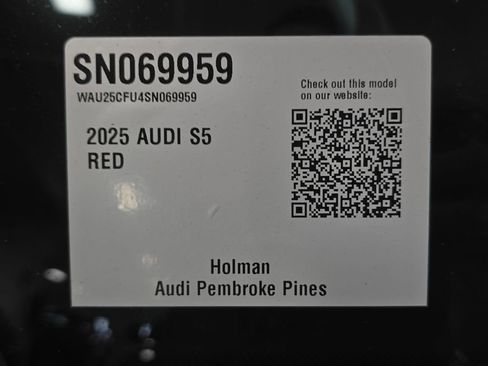 SN069959
WAU25CFU4SN069959
Check out this model
on our website:
2025 AUDI S5
RED
Holman
Audi Pembroke Pines